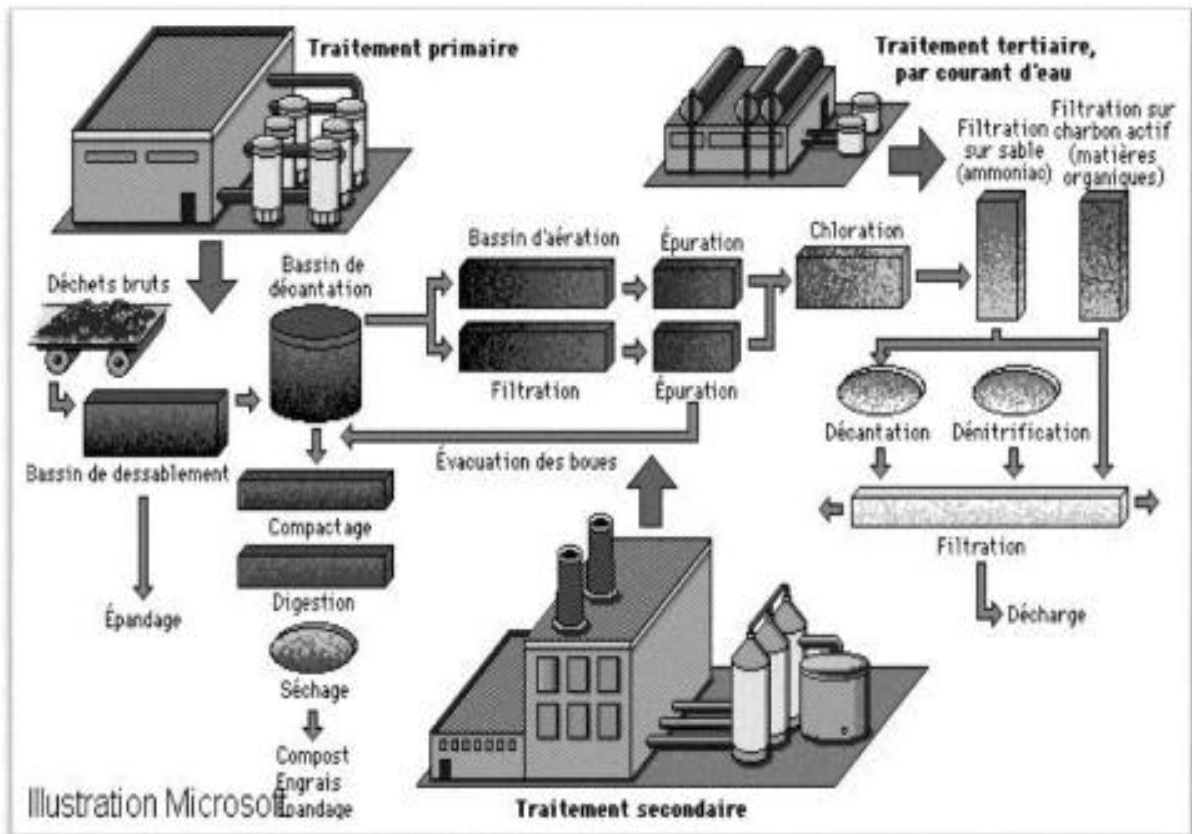 Traitement primaire
Traitement tertiaire,
par courant d'eau
Filtration
sur sable
(ammoniac)
Filtration sur
charbon actif
(matières
organiques)
Déchets bruts
Bassin de
décantation
Bassin d'aération
Épuration
Chloration
Filtration
Épuration
Bassin de dessablement
Évacuation des boues
Décantation
Dénitrification
Compactage
Filtration
Digestion
Épandage
Décharge
Séchage
Compost
Engrais
Épandage
Traitement secondaire
Illustration Microsoft